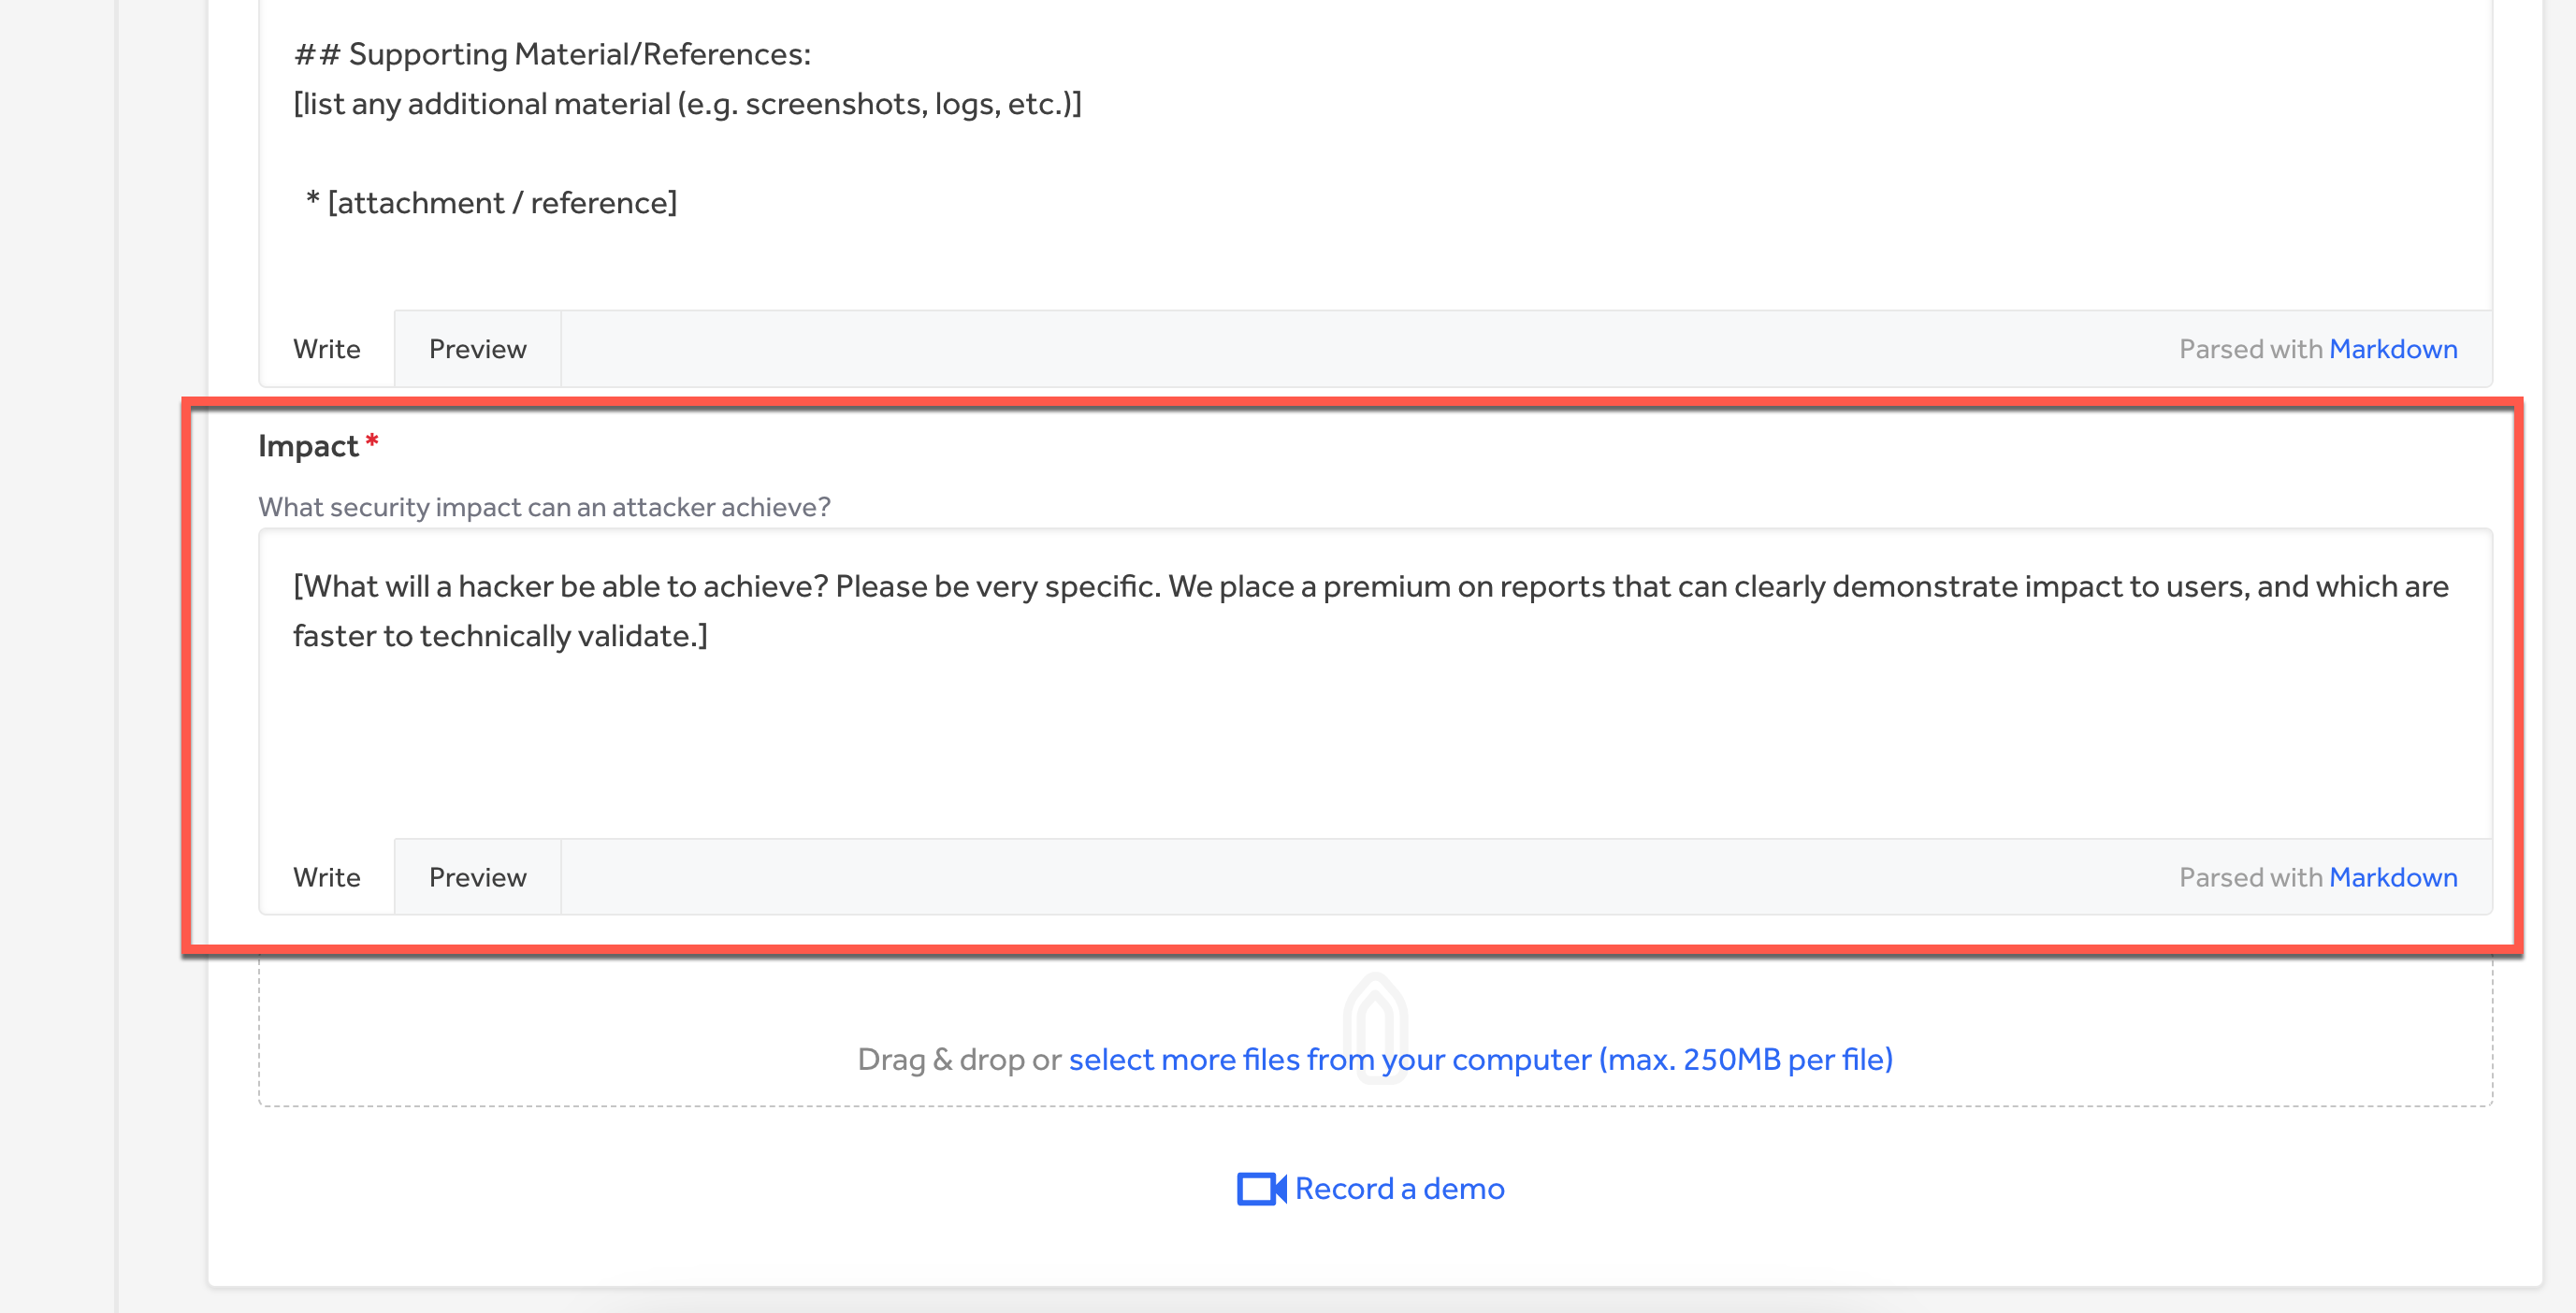 ## Supporting Material/References:
[list any additional material (e.g. screenshots, logs, etc.)]
* [attachment / reference]
Write Preview Parsed with Markdown
Impact *
What security impact can an attacker achieve?
[What will a hacker be able to achieve? Please be very specific. We place a premium on reports that can clearly demonstrate impact to users, and which are
faster to technically validate.]
Write Preview Parsed with Markdown
Drag & drop or select more files from your computer (max. 250MB per file)
Record a demo